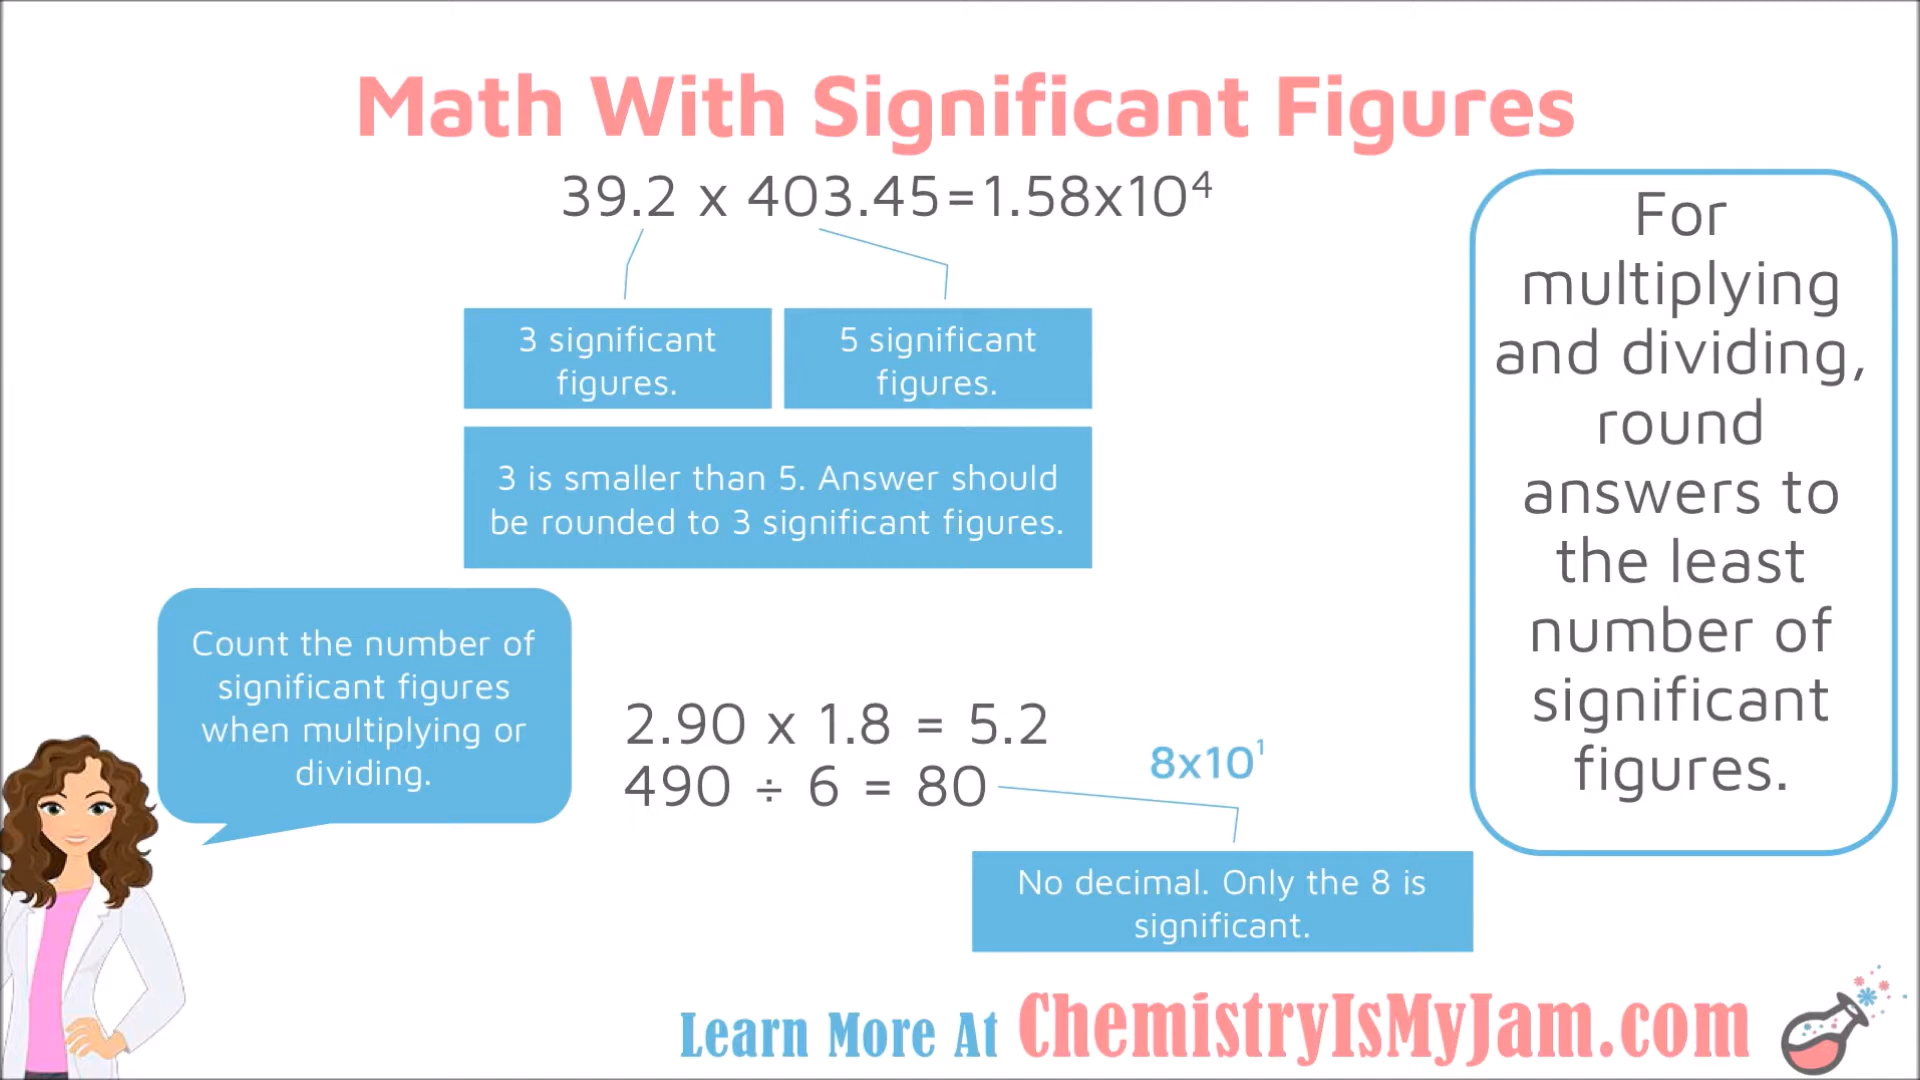 Math With Significant Figures
39.2 x 403.45=1.58x10⁴
3 significant
figures.
5 significant
figures.
3 is smaller than 5. Answer should
be rounded to 3 significant figures.
For
multiplying
and dividing,
round
answers to
the least
number of
significant
figures.
Count the number of
significant figures
when multiplying or
dividing.
2.90 x 1.8 = 5.2
490 ÷ 6 = 80
8x10¹
No decimal. Only the 8 is
significant.
Learn More At ChemistryIsMyJam.com